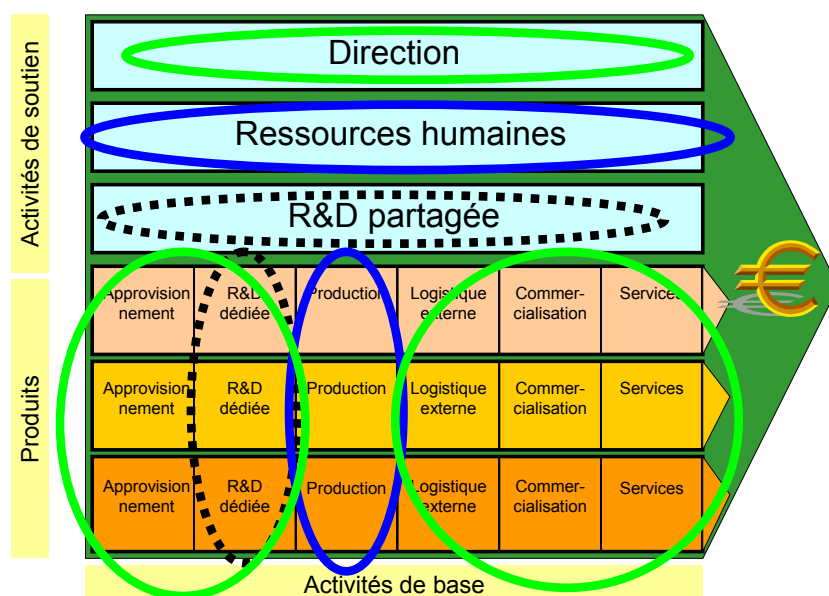 Activités de soutien
Direction
Ressources humaines
R&D partagée
Produits
Approvision
nement
R&D
dédiée
Production
Logistique
externe
Commer-
cialisation
Services
Approvision
nement
R&D
dédiée
Production
Logistique
externe
Commer-
cialisation
Services
Approvision
nement
R&D
dédiée
Production
Logistique
externe
Commer-
cialisation
Services
€
Activités de base